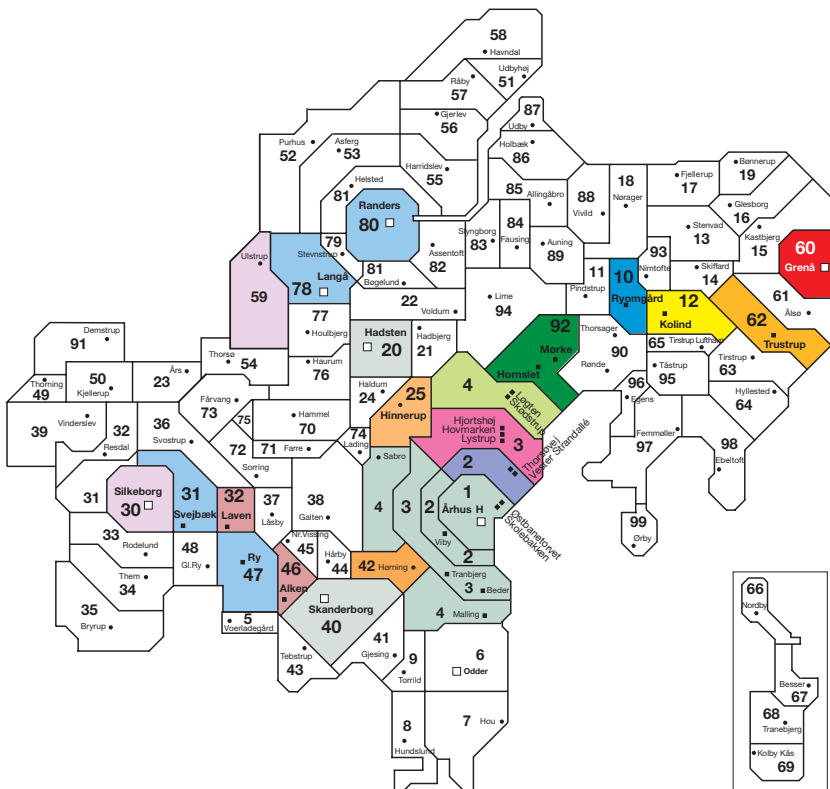 58
Havndal
Udbyhøj
51
Råby
57
Gjerlev
56
87
Udby
Holbæk
86
Purhus
52
Asferg
53
Harridslev
55
Helsted
81
Randers
80
85
Allingåbro
88
Vivild
18
Nørager
Fjellerup
17
Bønnerup
19
Glesborg
16
Stenvad
13
Kastbjerg
15
60
Grenå
Slyngborg
83
84
Fausing
Auning
89
93
Nimtofte
Skiffard
14
61
Ålsø
Ulstrup
59
79
Stevnstrup
Langå
78
81
Bøgelund
Assentoft
82
22
Voldum
Lime
94
11
Pindstrup
10
Ryomgård
12
Kolind
62
Trustrup
77
Houlbjerg
Hadsten
20
Hadbjerg
21
92
Mørke
Hornslet
Thorsager
90
Rønde
65
Tirstrup Lufthavn
Tåstrup
95
Tirstrup
63
Hyllested
64
Demstrup
91
Thorsø
54
Haurum
76
Års
23
50
Kjellerup
Thorning
49
Haldum
24
25
Hinnerup
4
Løgten
Skødstrup
96
Egens
Femmøller
97
98
Ebeltoft
99
Ørby
39
Vinderslev
32
Resdal
36
Svostrup
Fårvang
73
75
72
Sorring
Hammel
70
71
Farre
74
Lading
Sabro
Hjortshøj
Hovmarken
Lystrup
3
Thorsøvej
Vester Strandallé
2
1
Århus H
Østbanetorvet
Skolebakken
4
3
2
Viby
2
Tranbjerg
3
Beder
4
Malling
31
Silkeborg
30
31
Svejbæk
32
Laven
37
Låsby
38
Galten
33
Rodelund
Them
34
35
Bryrup
48
Gl.Ry
Ry
47
Nr.Vissing
45
46
Alken
Hårby
44
42
Hørning
Skanderborg
40
5
Voerladegård
Tebstrup
43
41
Gjesing
9
Torrild
6
Odder
7
Hou
8
Hundslund
66
Nordby
Besser
67
68
Tranebjerg
Kolby Kås
69